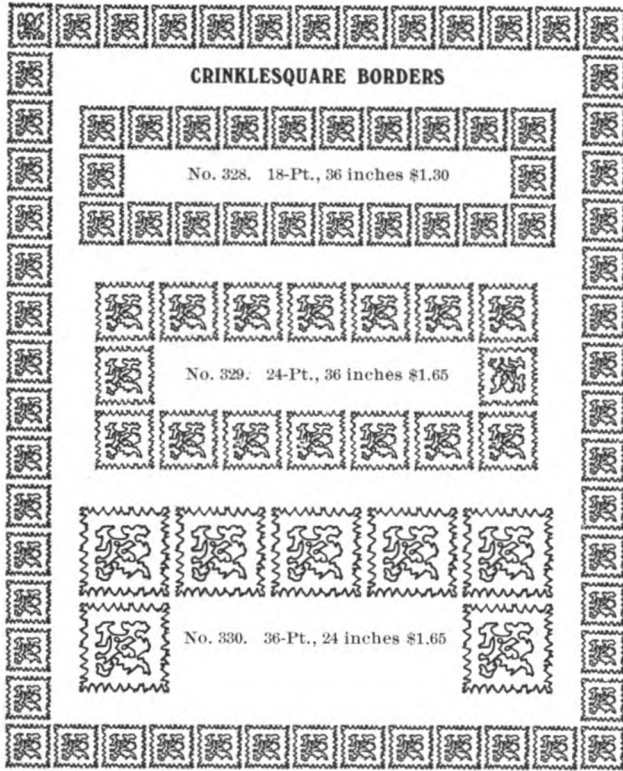 CRINKLESQUARE BORDERS
No. 328. 18-Pt., 36 inches $1.30
No. 329. 24-Pt., 36 inches $1.65
No. 330. 36-Pt., 24 inches $1.65